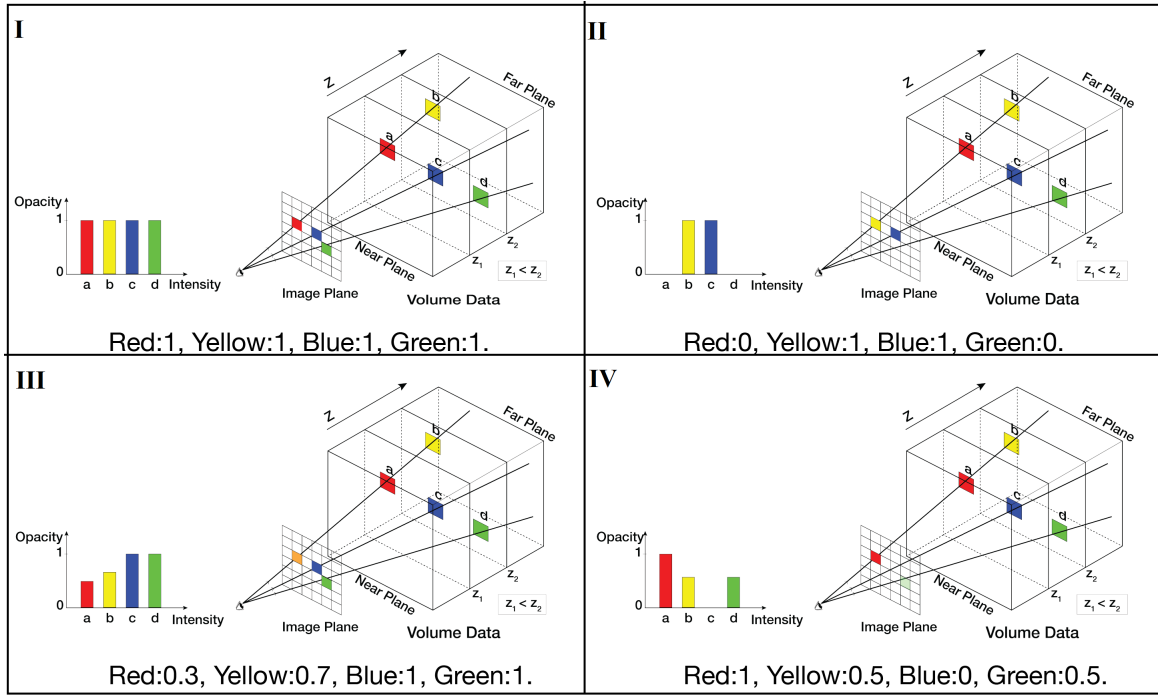 I
Z
Far Plane
b
a
c
d
Opacity
1
0
a b c d Intensity
Near Plane
z1
z2
z1 < z2
Image Plane
Volume Data
Red:1, Yellow:1, Blue:1, Green:1.
II
Z
Far Plane
b
a
c
d
Opacity
1
0
a b c d Intensity
Near Plane
z1
z2
z1 < z2
Image Plane
Volume Data
Red:0, Yellow:1, Blue:1, Green:0.
III
Z
Far Plane
b
a
c
d
Opacity
1
0
a b c d Intensity
Near Plane
z1
z2
z1 < z2
Image Plane
Volume Data
Red:0.3, Yellow:0.7, Blue:1, Green:1.
IV
Z
Far Plane
b
a
c
d
Opacity
1
0
a b c d Intensity
Near Plane
z1
z2
z1 < z2
Image Plane
Volume Data
Red:1, Yellow:0.5, Blue:0, Green:0.5.